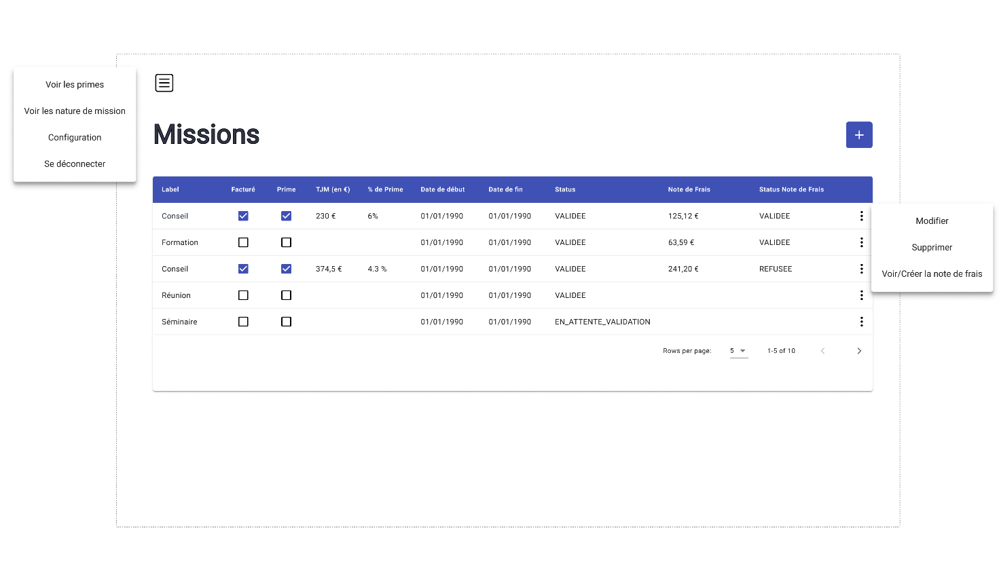 Voir les primes
Voir les nature de mission
Configuration
Se déconnecter
Missions
Label Facturé Prime TJM (en €) % de Prime Date de début Date de fin Status Note de Frais Status Note de Frais
Conseil 230 € 6% 01/01/1990 01/01/1990 VALIDEE 125,12 € VALIDEE
Formation 01/01/1990 01/01/1990 VALIDEE 63,59 € VALIDEE
Conseil 374,5 € 4.3 % 01/01/1990 01/01/1990 VALIDEE 241,20 € REFUSEE
Réunion 01/01/1990 01/01/1990 VALIDEE
Séminaire 01/01/1990 01/01/1990 EN_ATTENTE_VALIDATION
Rows per page: 5 1-5 of 10
Modifier
Supprimer
Voir/Créer la note de frais